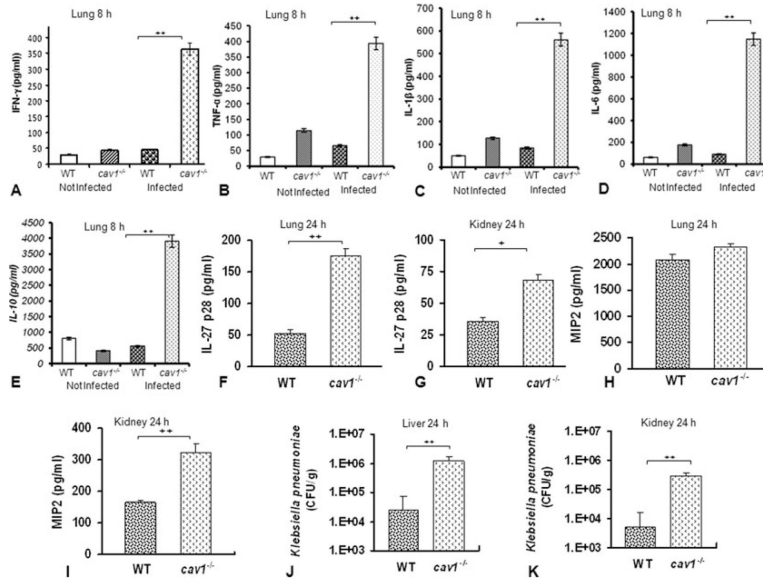 Lung 8 h
IFN-γ (pg/ml)
400
350
300
250
200
150
100
50
0
**
WT
cav1-/-
WT
cav1-/-
Not Infected
Infected
A
Lung 8 h
TNF-α (pg/ml)
450
400
350
300
250
200
150
100
50
0
**
WT
cav1-/-
WT
cav1-/-
Not Infected
Infected
B
Lung 8 h
IL-1β (pg/ml)
700
600
500
400
300
200
100
0
**
WT
cav1-/-
WT
cav1-/-
Not Infected
Infected
C
Lung 8 h
IL-6 (pg/ml)
1400
1200
1000
800
600
400
200
0
**
WT
cav1-/-
WT
cav1-/-
Not Infected
Infected
D
Lung 8 h
IL-10 (pg/ml)
4500
4000
3500
3000
2500
2000
1500
1000
500
0
**
WT
cav1-/-
WT
cav1-/-
Not Infected
Infected
E
Lung 24 h
IL-27 p28 (pg/ml)
200
150
100
50
0
**
WT
cav1-/-
F
Kidney 24 h
IL-27 p28 (pg/ml)
100
75
50
25
0
*
WT
cav1-/-
G
Lung 24 h
MIP2 (pg/ml)
2500
2000
1500
1000
500
0
WT
cav1-/-
H
Kidney 24 h
MIP2 (pg/ml)
400
300
200
100
0
**
WT
cav1-/-
I
Liver 24 h
Klebsiella pneumoniae
(CFU/g)
1.E+07
1.E+06
1.E+05
1.E+04
1.E+03
**
WT
cav1-/-
J
Kidney 24 h
Klebsiella pneumoniae
(CFU/g)
1.E+07
1.E+06
1.E+05
1.E+04
1.E+03
**
WT
cav1-/-
K